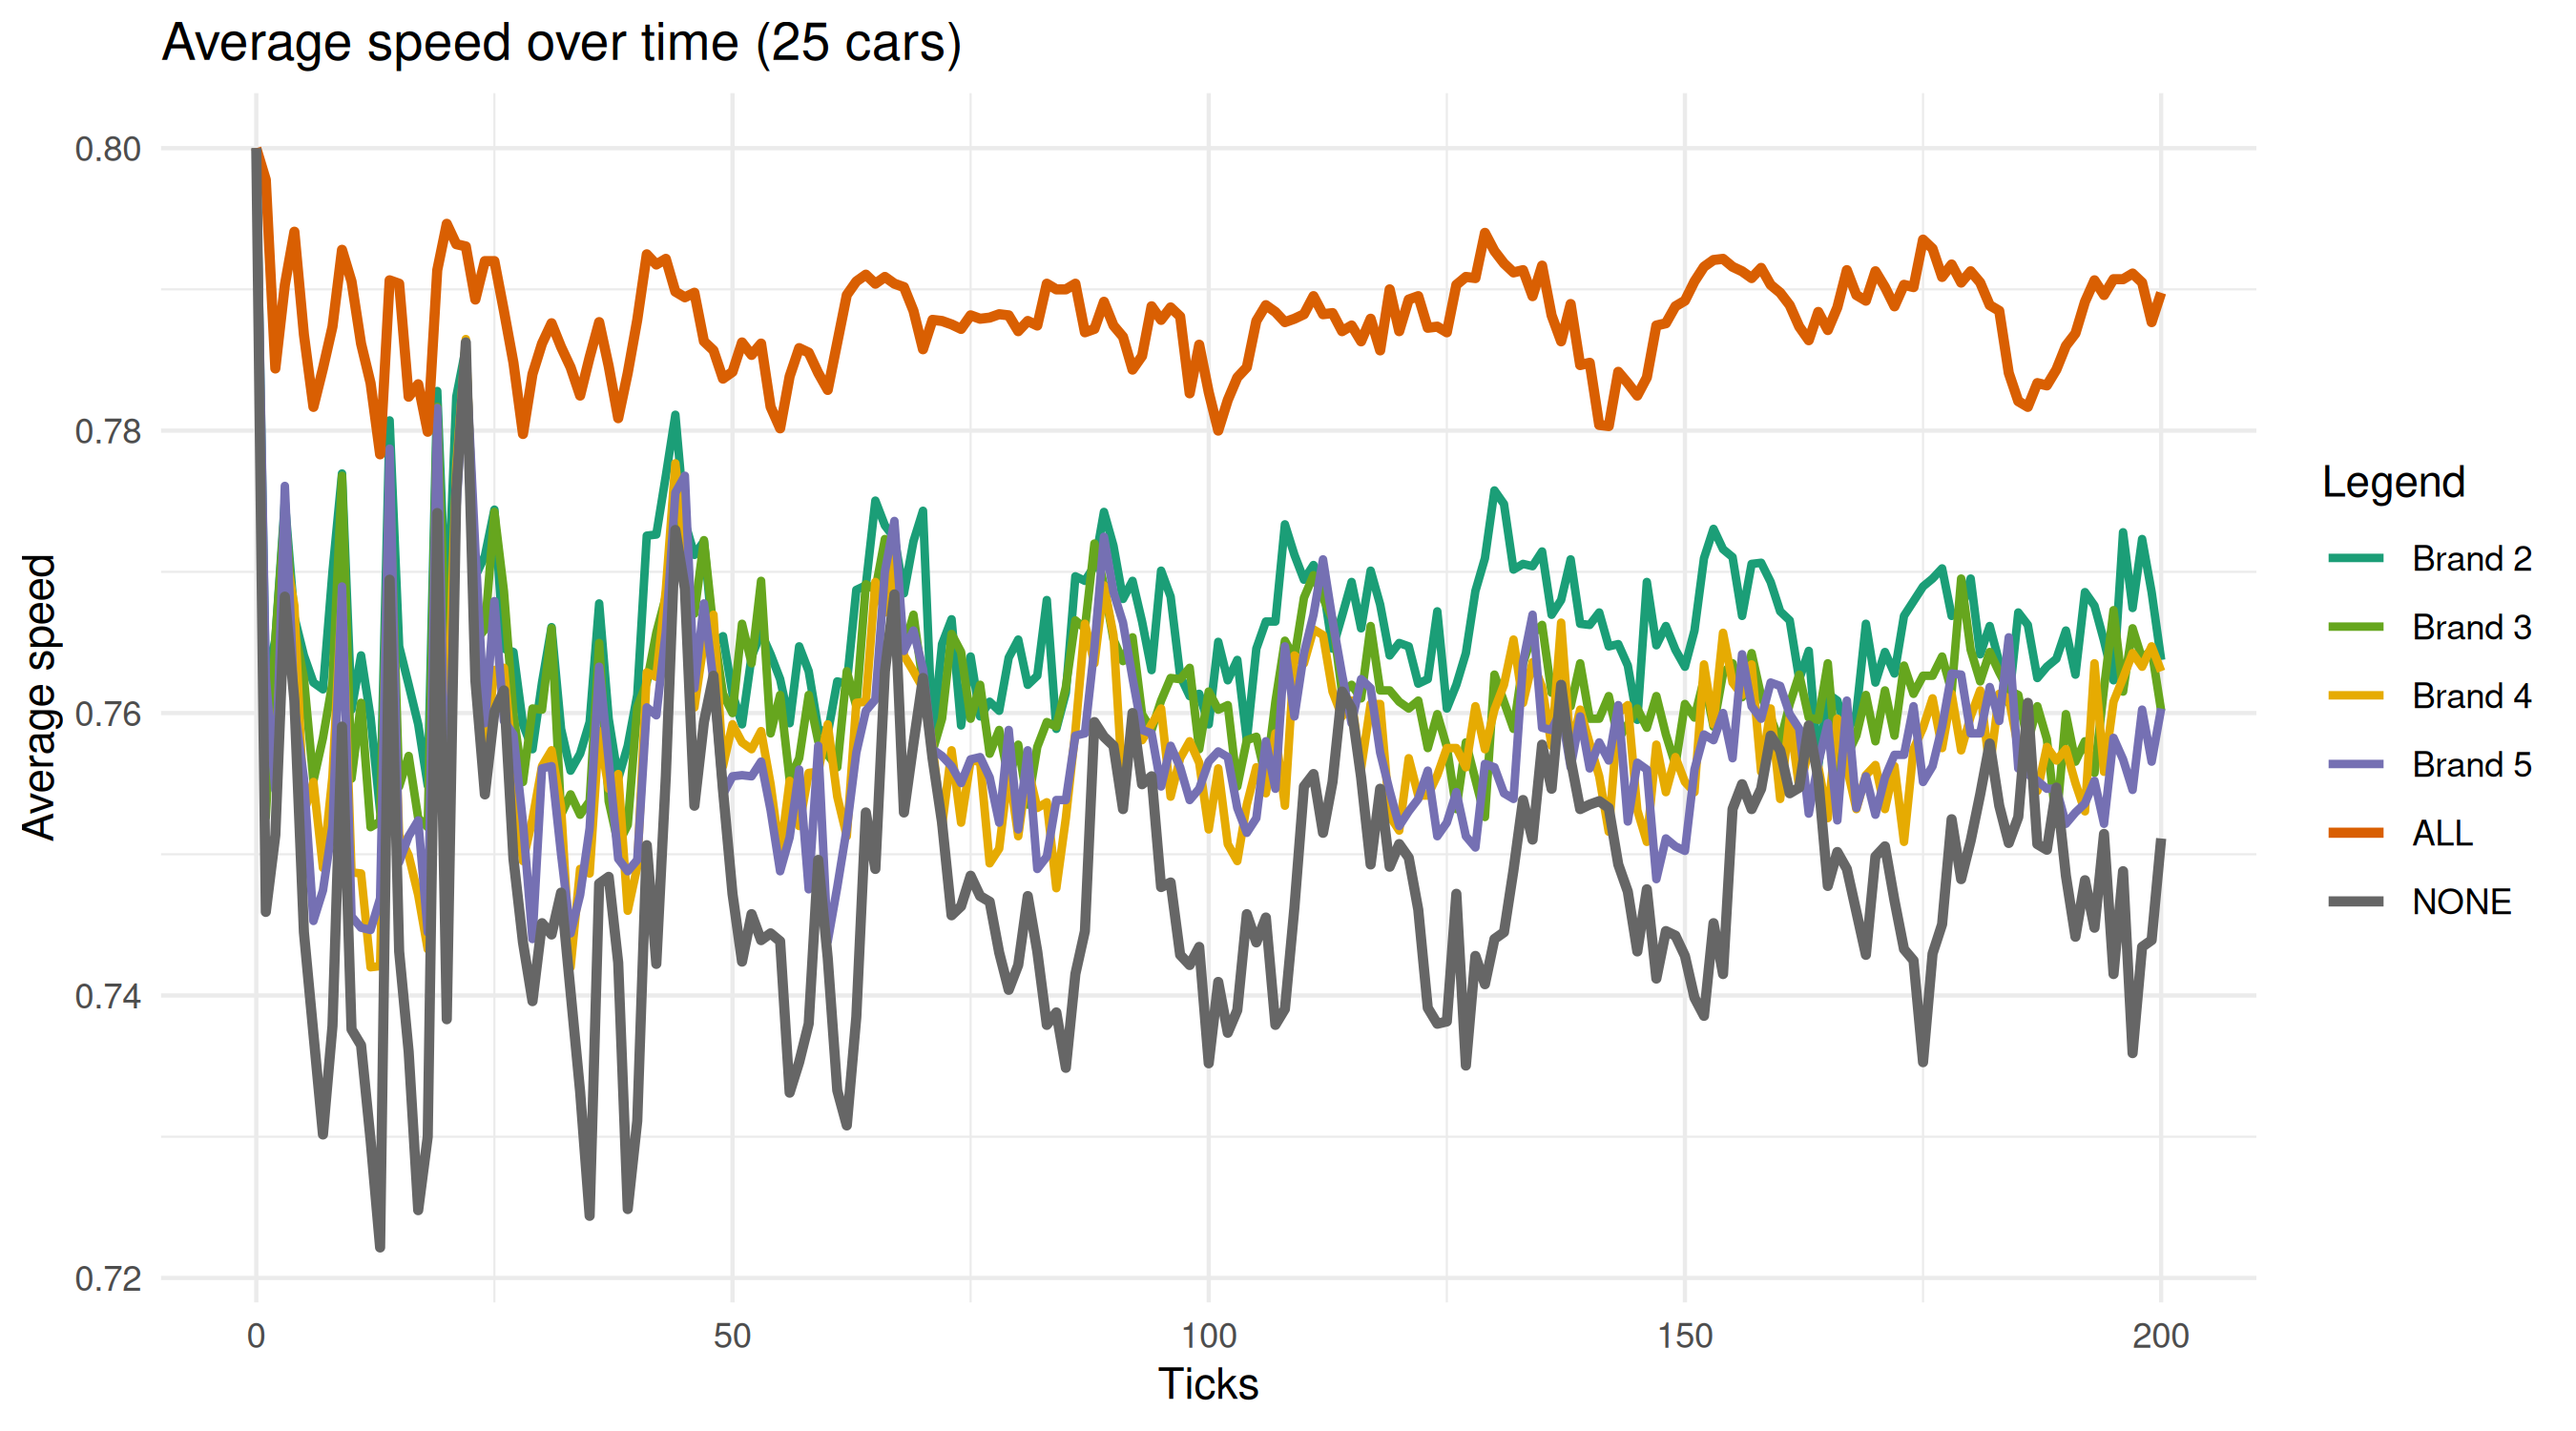 Average speed over time (25 cars)
Average speed
0.80
0.78
0.76
0.74
0.72
0
50
100
150
200
Ticks
Legend
Brand 2
Brand 3
Brand 4
Brand 5
ALL
NONE